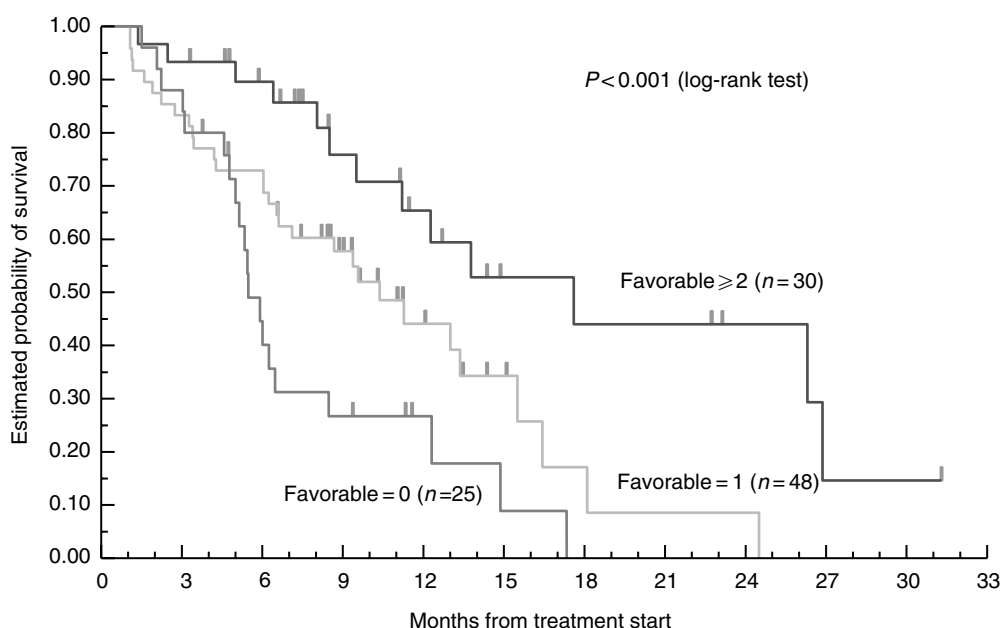 1.00
0.90
0.80
0.70
0.60
0.50
0.40
0.30
0.20
0.10
0.00
Estimated probability of survival
P<0.001 (log-rank test)
Favorable⩾2 (n=30)
Favorable=0 (n=25)
Favorable=1 (n=48)
0 3 6 9 12 15 18 21 24 27 30 33
Months from treatment start